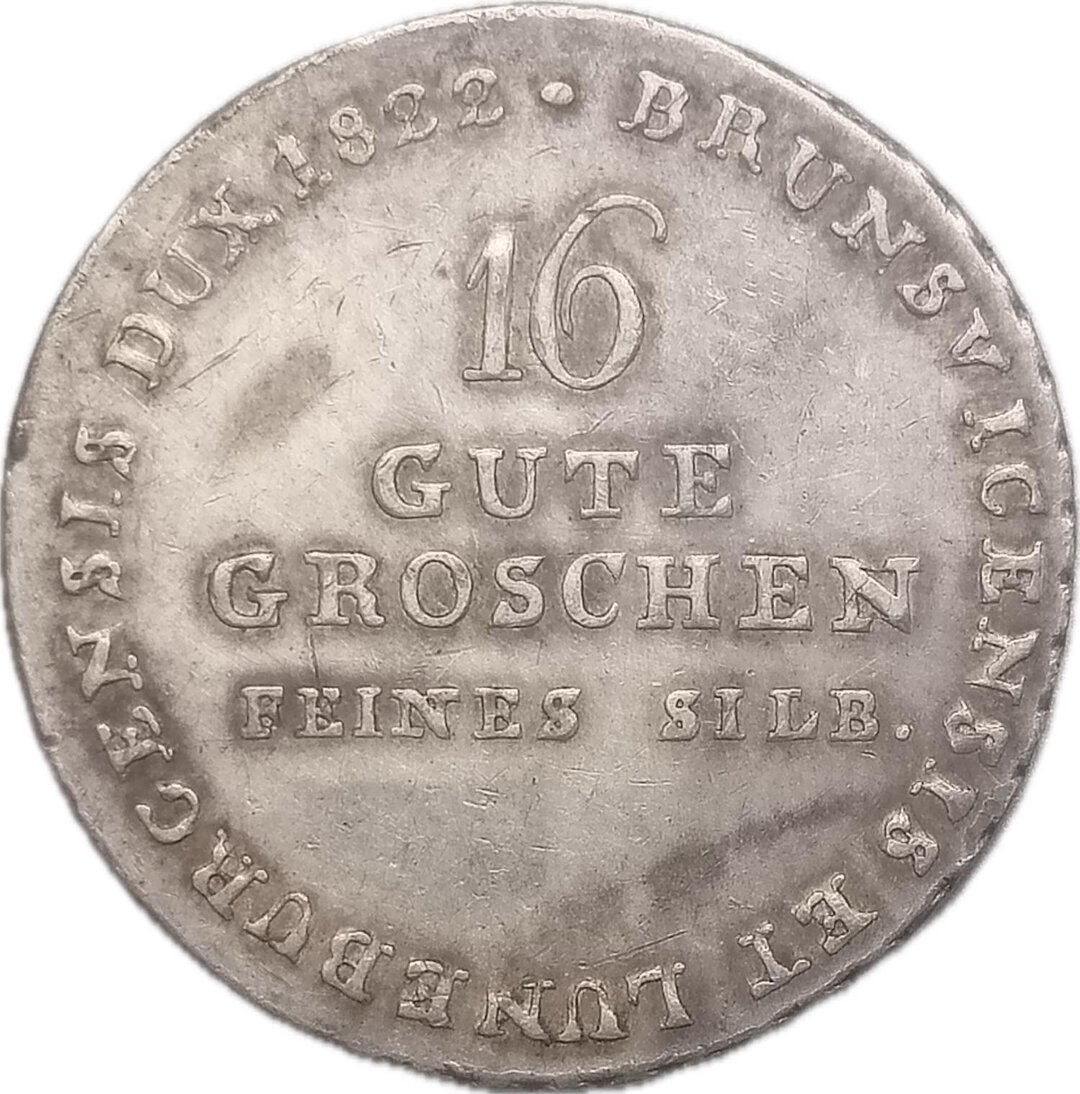 BRUNSVICENSIS ET LUNEBURGENSIS DUX. 1822 •
16
GUTE
GROSCHEN
FEINES SILB.